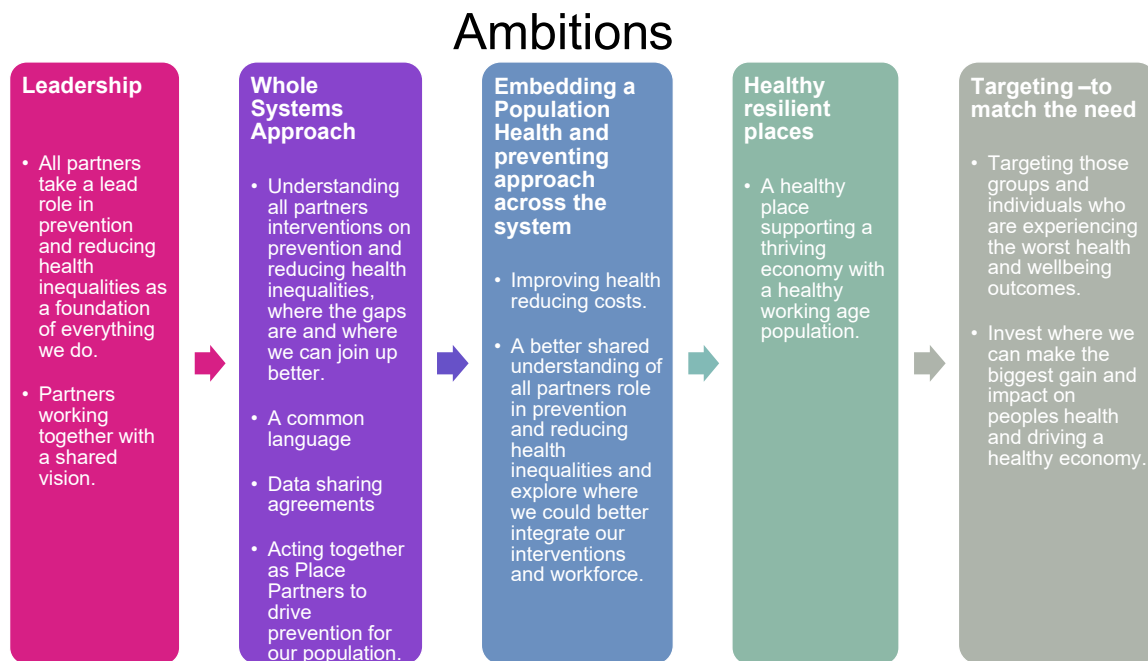 Ambitions
Leadership
• All partners
take a lead
role in
prevention
and reducing
health
inequalities as
a foundation
of everything
we do.
• Partners
working
together with
a shared
vision.
Whole
Systems
Approach
• Understanding
all partners
interventions on
prevention and
reducing health
inequalities,
where the gaps
are and where
we can join up
better.
• A common
language
• Data sharing
agreements
• Acting together
as Place
Partners to
drive
prevention for
our population.
Embedding a
Population
Health and
preventing
approach
across the
system
• Improving health
reducing costs.
• A better shared
understanding of
all partners role
in prevention
and reducing
health
inequalities and
explore where
we could better
integrate our
interventions
and workforce.
Healthy
resilient
places
• A healthy
place
supporting a
thriving
economy with
a healthy
working age
population.
Targeting –to
match the need
• Targeting those
groups and
individuals who
are experiencing
the worst health
and wellbeing
outcomes.
• Invest where we
can make the
biggest gain and
impact on
peoples health
and driving a
healthy economy.